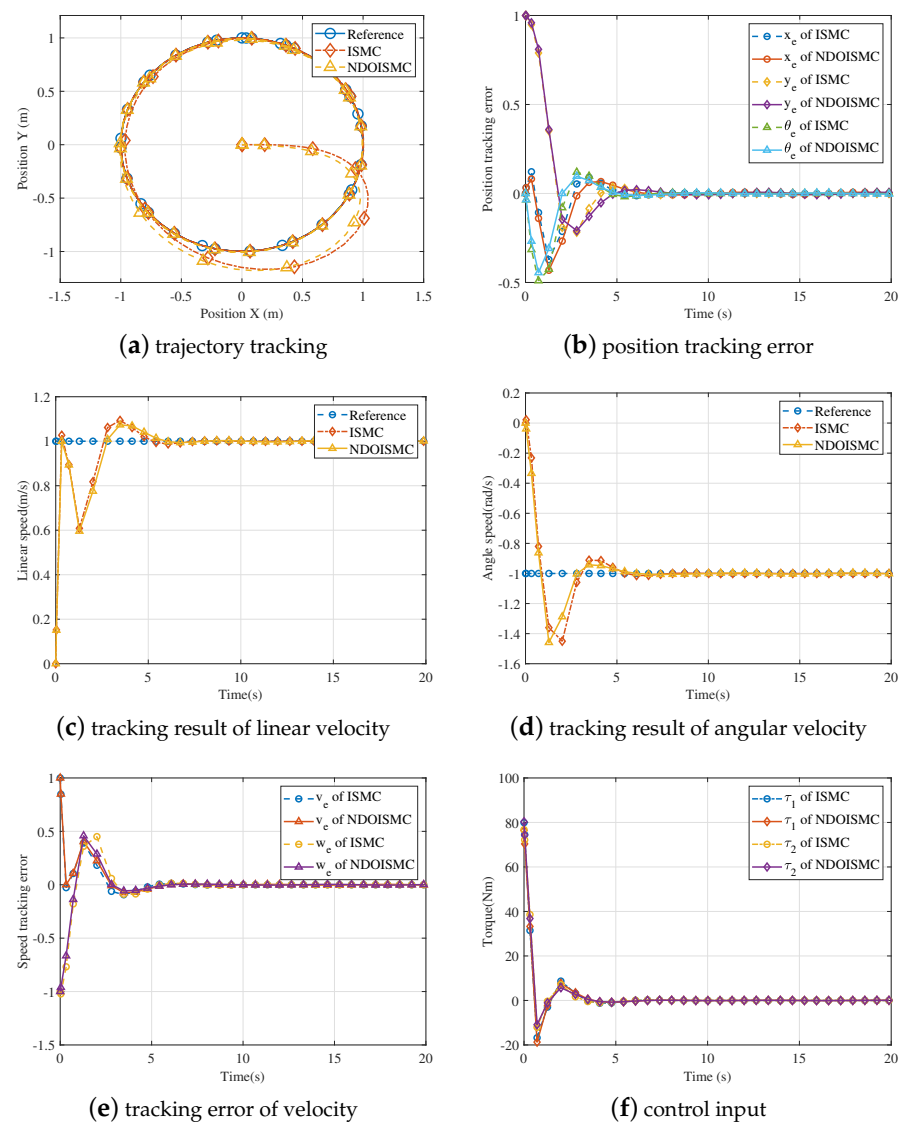 Reference
ISMC
NDOISMC
Position Y (m)
1
0.5
0
-0.5
-1
-1.5 -1 -0.5 0 0.5 1 1.5
Position X (m)
(a) trajectory tracking
x_e of ISMC
x_e of NDOISMC
y_e of ISMC
y_e of NDOISMC
θ_e of ISMC
θ_e of NDOISMC
Position tracking error
1
0.5
0
-0.5
0 5 10 15 20
Time (s)
(b) position tracking error
Reference
ISMC
NDOISMC
Linear speed(m/s)
1.2
1
0.8
0.6
0.4
0.2
0
0 5 10 15 20
Time(s)
(c) tracking result of linear velocity
Reference
ISMC
NDOISMC
Angle speed(rad/s)
0.2
0
-0.2
-0.4
-0.6
-0.8
-1
-1.2
-1.4
-1.6
0 5 10 15 20
Time(s)
(d) tracking result of angular velocity
v_e of ISMC
v_e of NDOISMC
w_e of ISMC
w_e of NDOISMC
Speed tracking error
1
0.5
0
-0.5
-1
-1.5
0 5 10 15 20
Time(s)
(e) tracking error of velocity
τ_1 of ISMC
τ_1 of NDOISMC
τ_2 of ISMC
τ_2 of NDOISMC
Torque(Nm)
100
80
60
40
20
0
-20
0 5 10 15 20
Time (s)
(f) control input